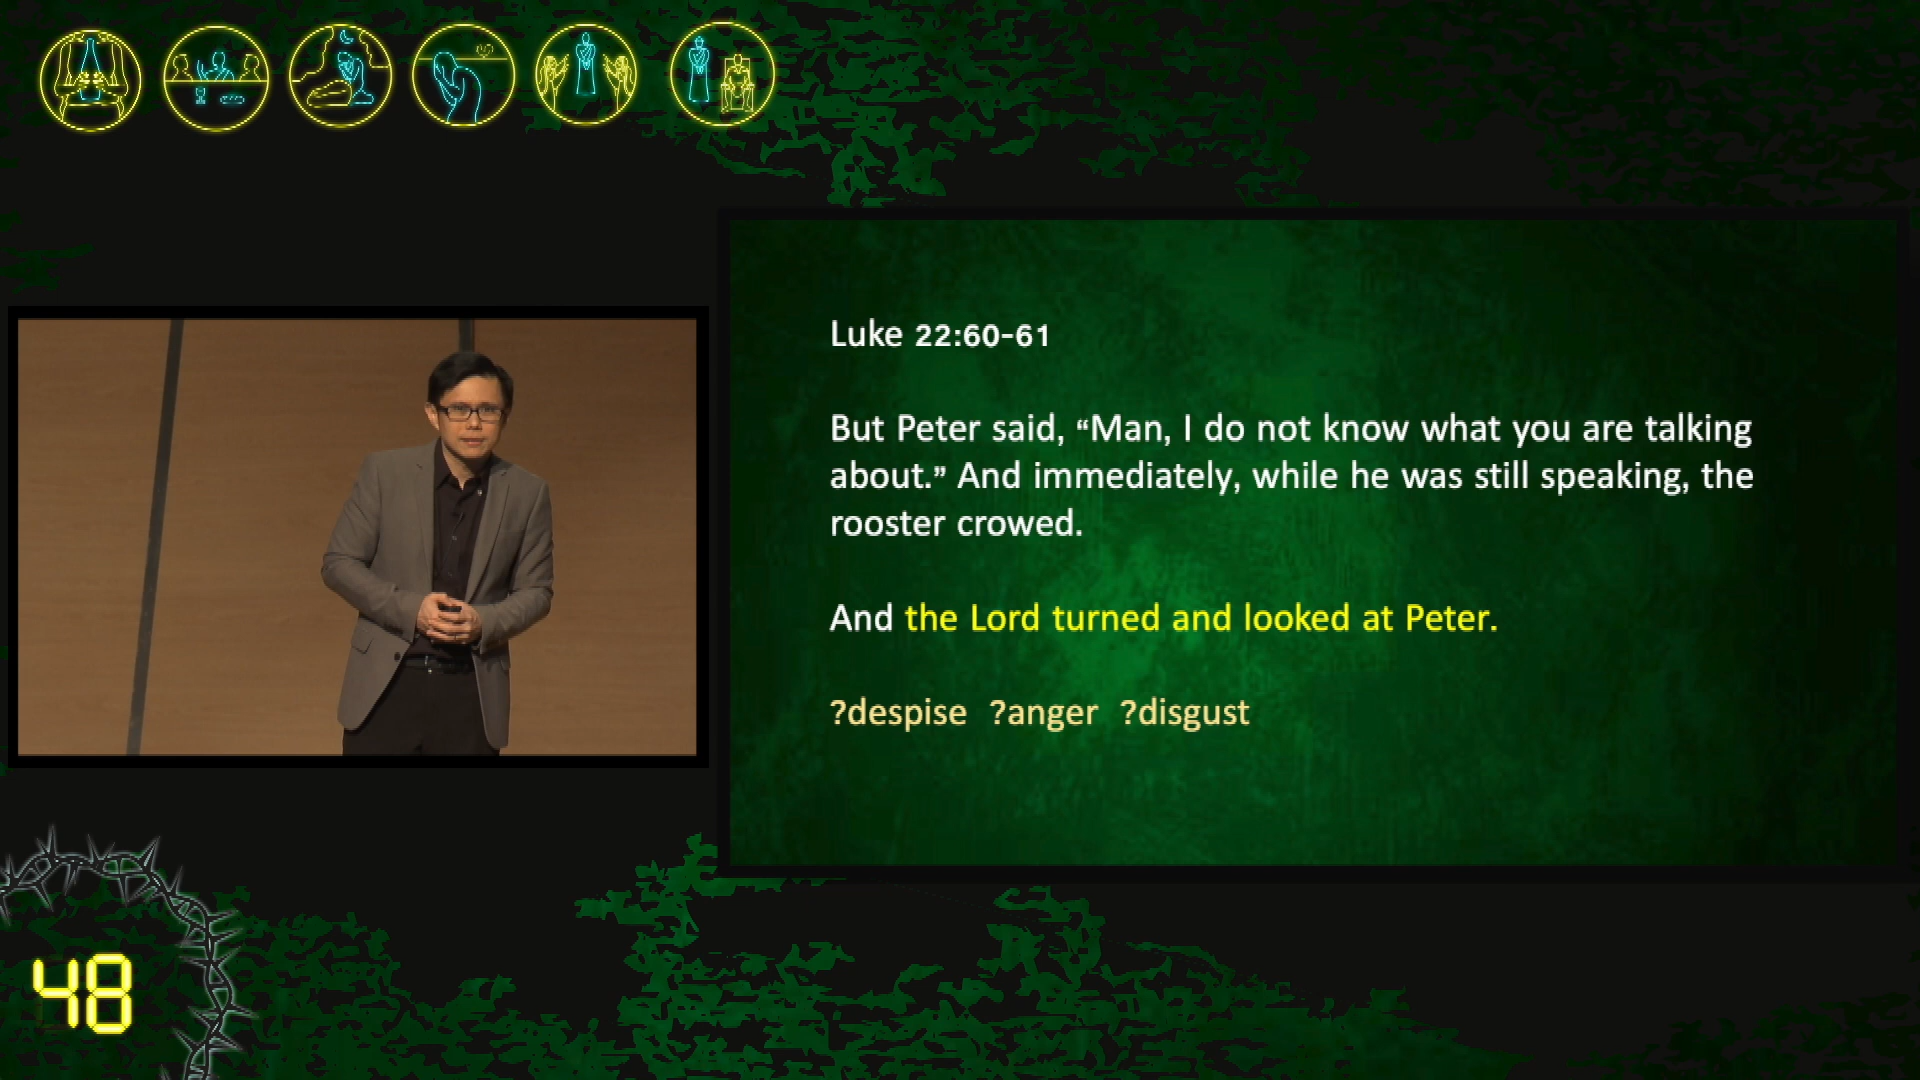 Luke 22:60-61
But Peter said, “Man, I do not know what you are talking
about.” And immediately, while he was still speaking, the
rooster crowed.
And the Lord turned and looked at Peter.
?despise ?anger ?disgust
48